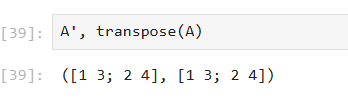 [39]: A', transpose(A)
[39]: ([1 3; 2 4], [1 3; 2 4])